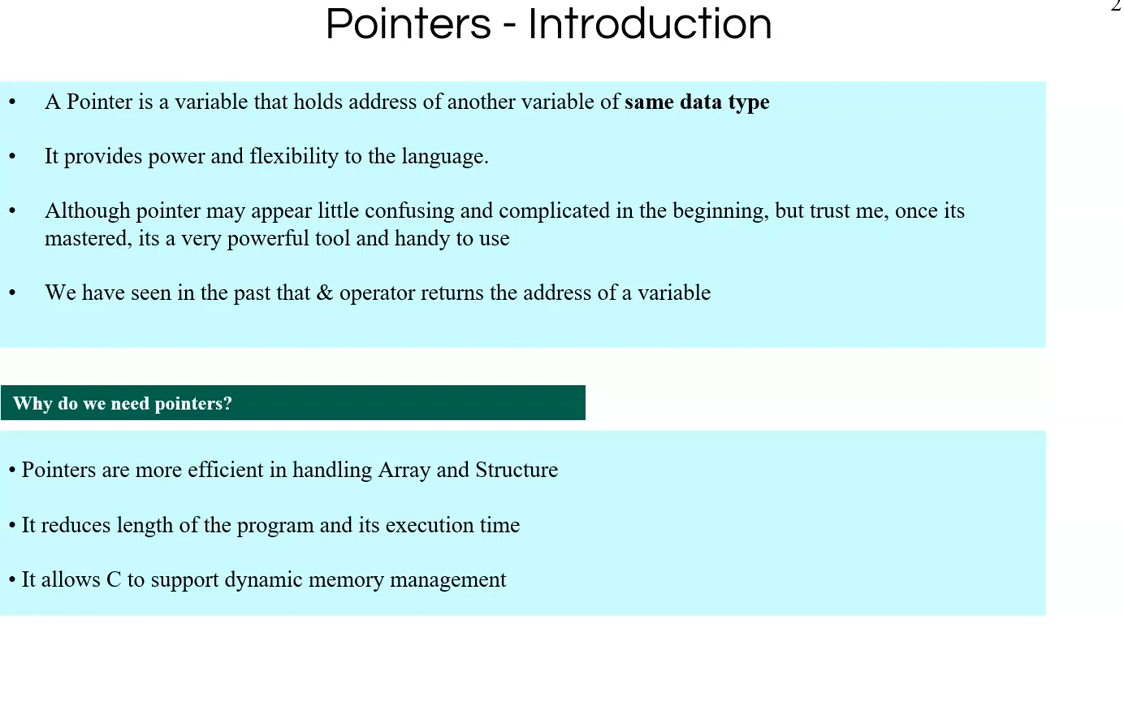 2
Pointers - Introduction
• A Pointer is a variable that holds address of another variable of same data type
• It provides power and flexibility to the language.
• Although pointer may appear little confusing and complicated in the beginning, but trust me, once its
mastered, its a very powerful tool and handy to use
• We have seen in the past that & operator returns the address of a variable
Why do we need pointers?
• Pointers are more efficient in handling Array and Structure
• It reduces length of the program and its execution time
• It allows C to support dynamic memory management